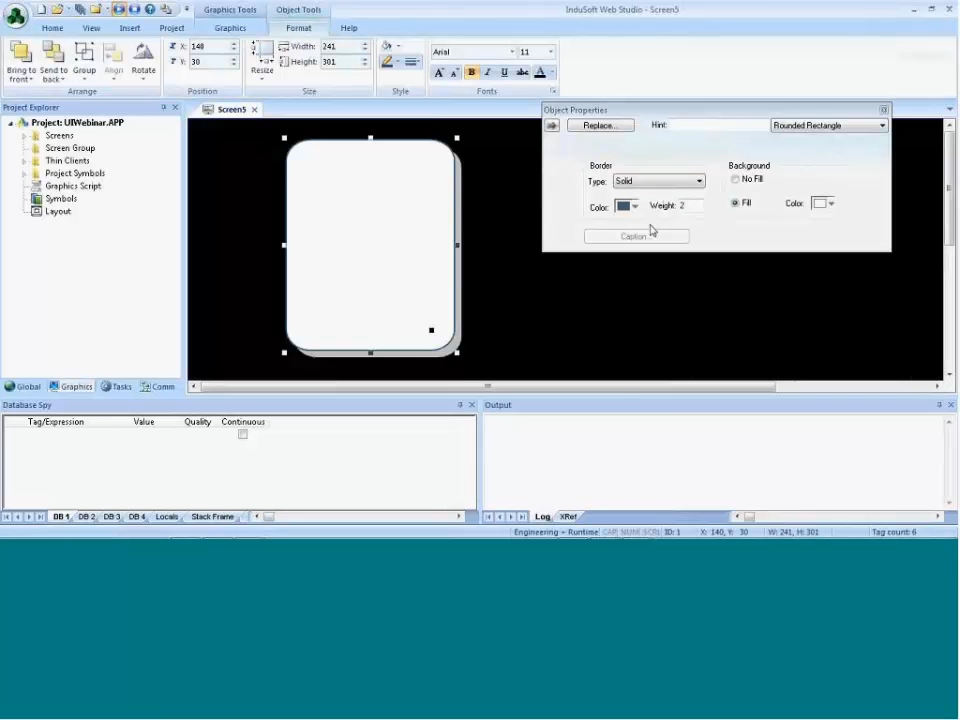 Graphics Tools Object Tools InduSoft Web Studio - Screen5
Home View Insert Project Graphics Format Help
X: 140 Width: 241 Arial 11
Y: 30 Height: 301
Bring to front Send to back Group Align Rotate Resize B I U abc A
Arrange Position Size Style Fonts
Project Explorer
Project: UIWebinar.APP
Screens
Screen Group
Thin Clients
Project Symbols
Graphics Script
Symbols
Layout
Global Graphics Tasks Comm
Screen5
Object Properties
Replace... Hint: Rounded Rectangle
Border Background
Type: Solid No Fill
Color: Weight: 2 Fill Color:
Caption...
Database Spy
Tag/Expression Value Quality Continuous
DB 1 DB 2 DB 3 DB 4 Locals Stack Frame
Output
Log XRef
Engineering + Runtime CAP NUM SCRL ID: 1 X: 140, Y: 30 W: 241, H: 301 Tag count: 6